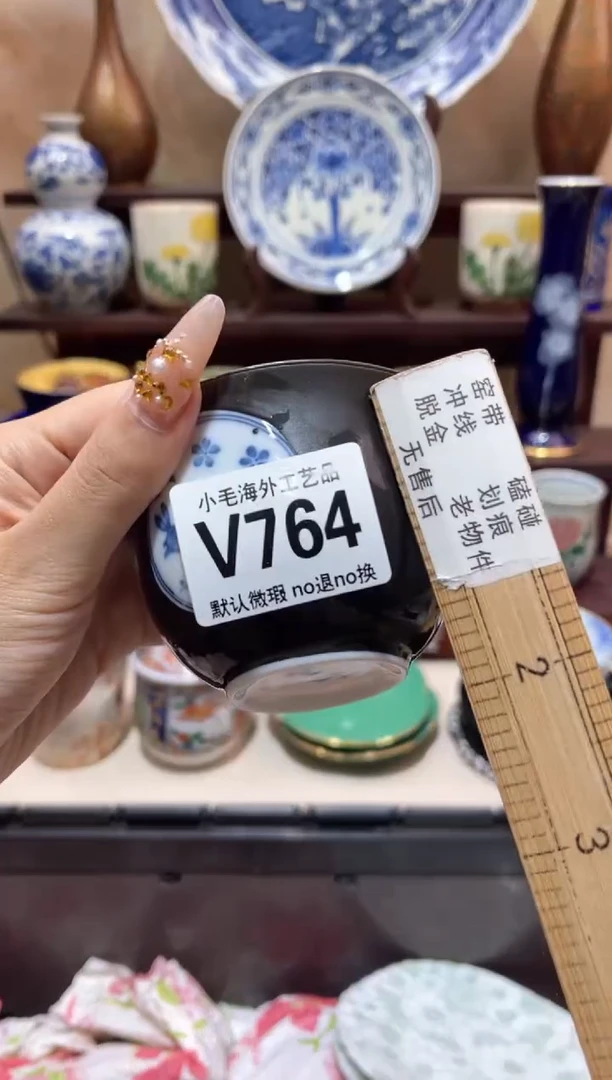 小毛海外工艺品
V764
默认微瑕 no退no换
窑带 磕碰
冲线 划痕
脱金 老物件
无售后
2
3